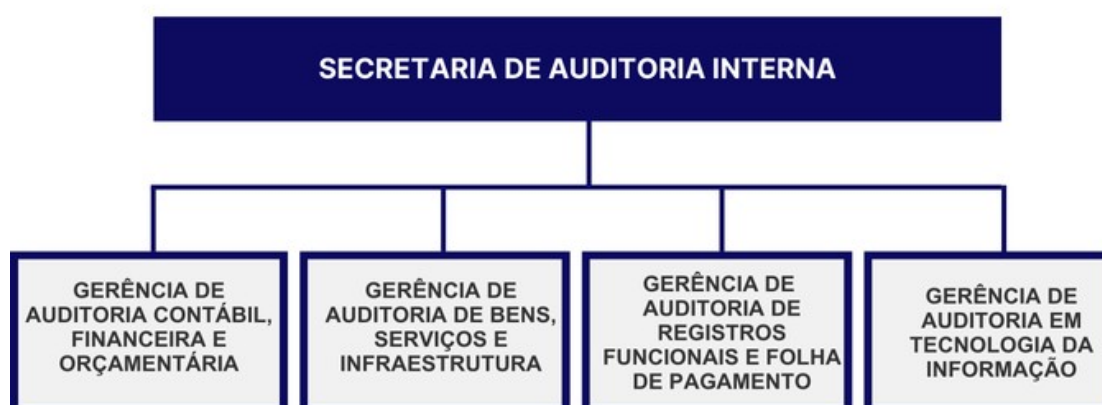 SECRETARIA DE AUDITORIA INTERNA
GERÊNCIA DE
AUDITORIA CONTÁBIL,
FINANCEIRA E
ORÇAMENTÁRIA
GERÊNCIA DE
AUDITORIA DE BENS,
SERVIÇOS E
INFRAESTRUTURA
GERÊNCIA DE
AUDITORIA DE
REGISTROS
FUNCIONAIS E FOLHA
DE PAGAMENTO
GERÊNCIA DE
AUDITORIA EM
TECNOLOGIA DA
INFORMAÇÃO